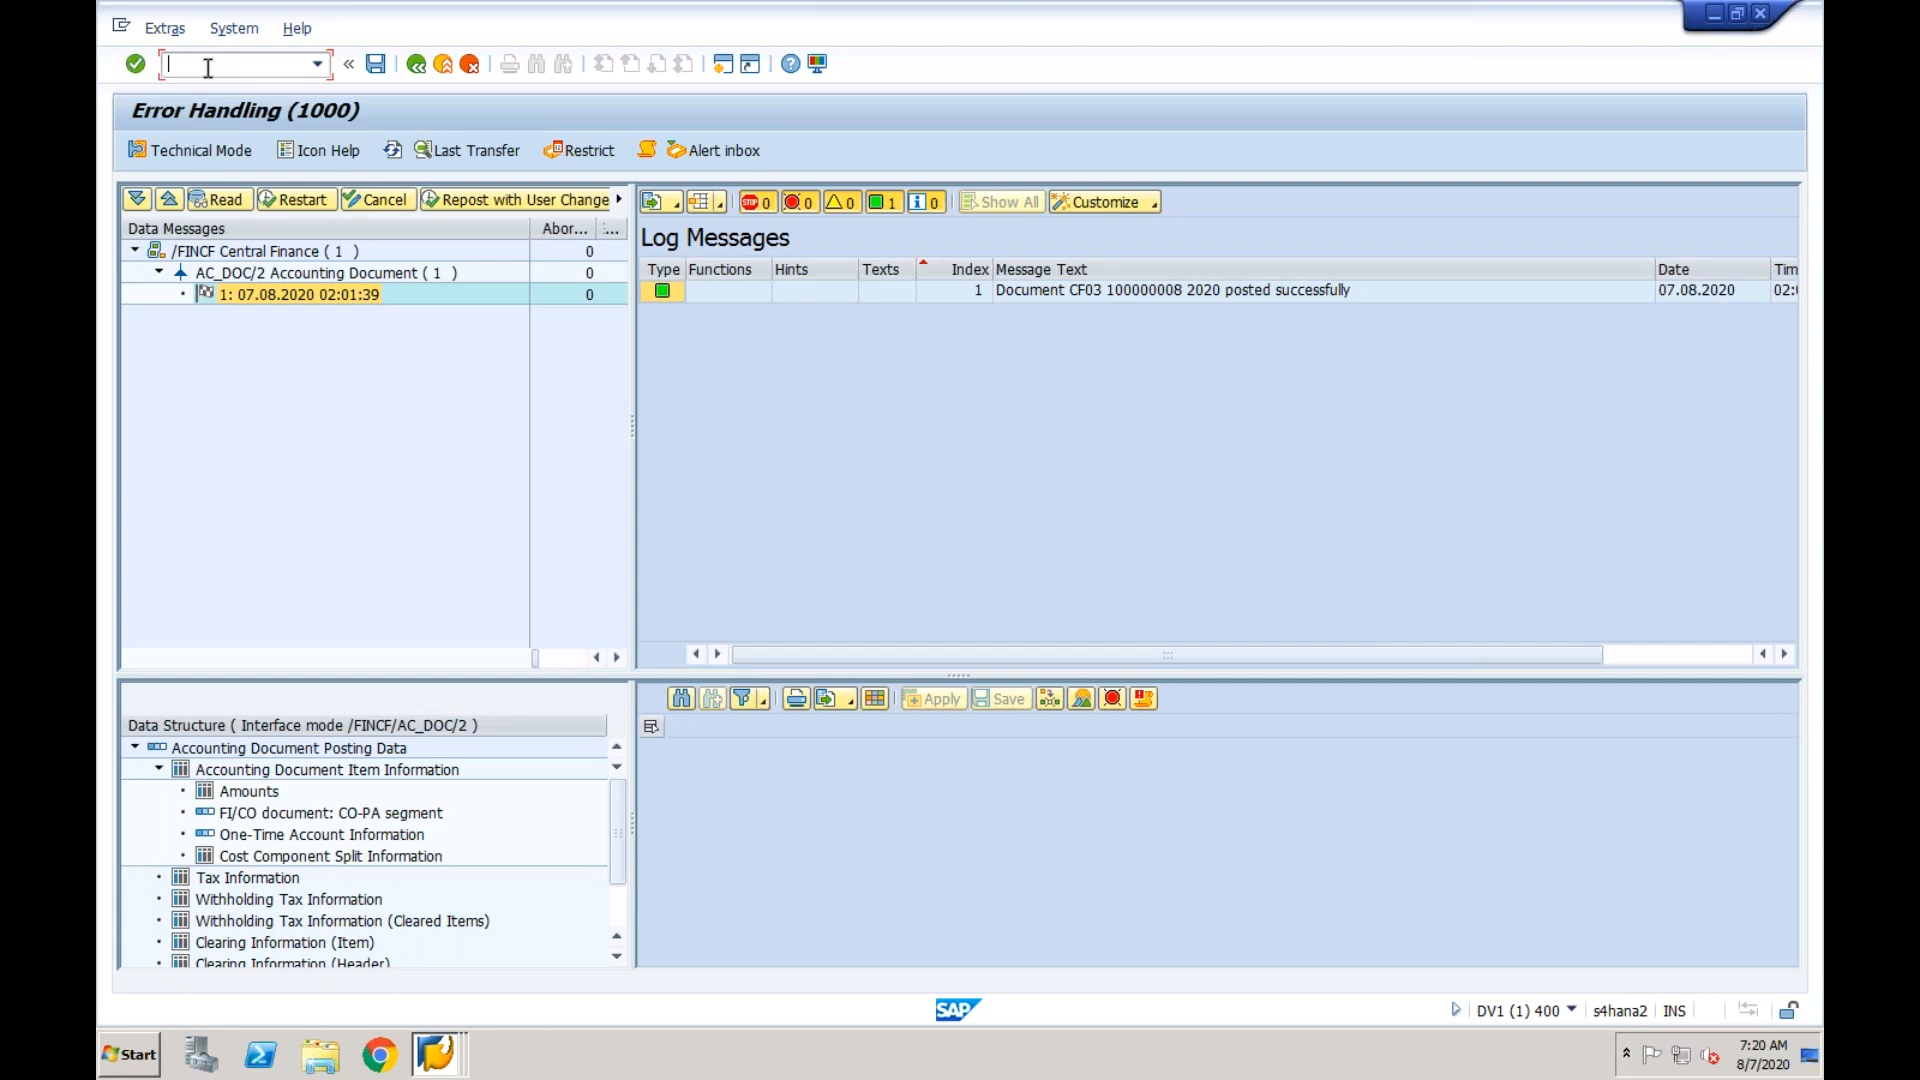 Extras System Help
«
Error Handling (1000)
Technical Mode Icon Help Last Transfer Restrict Alert inbox
Read Restart Cancel Repost with User Change
STOP 0 0 0 1 0 Show All Customize
Data Messages Abor... ...
Log Messages
/FINCF Central Finance ( 1 ) 0
AC_DOC/2 Accounting Document ( 1 ) 0
1: 07.08.2020 02:01:39 0
Type Functions Hints Texts Index Message Text Date Tim
1 Document CF03 100000008 2020 posted successfully 07.08.2020 02:
Apply Save
Data Structure ( Interface mode /FINCF/AC_DOC/2 )
Accounting Document Posting Data
Accounting Document Item Information
Amounts
FI/CO document: CO-PA segment
One-Time Account Information
Cost Component Split Information
Tax Information
Withholding Tax Information
Withholding Tax Information (Cleared Items)
Clearing Information (Item)
Clearing Information (Header)
SAP DV1 (1) 400 s4hana2 INS
Start 7:20 AM
8/7/2020